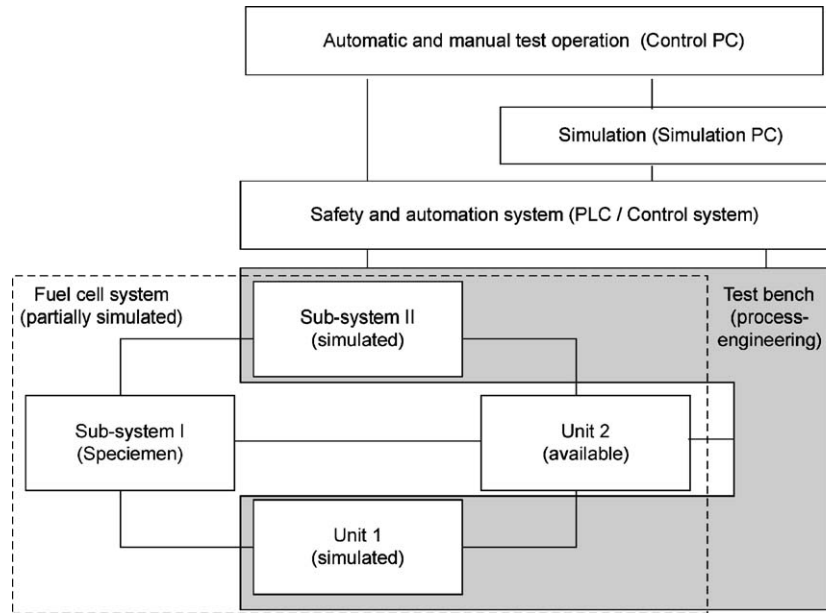 Automatic and manual test operation (Control PC)
Simulation (Simulation PC)
Safety and automation system (PLC / Control system)
Fuel cell system
(partially simulated)
Sub-system II
(simulated)
Test bench
(process-
engineering)
Sub-system I
(Speciemen)
Unit 2
(available)
Unit 1
(simulated)